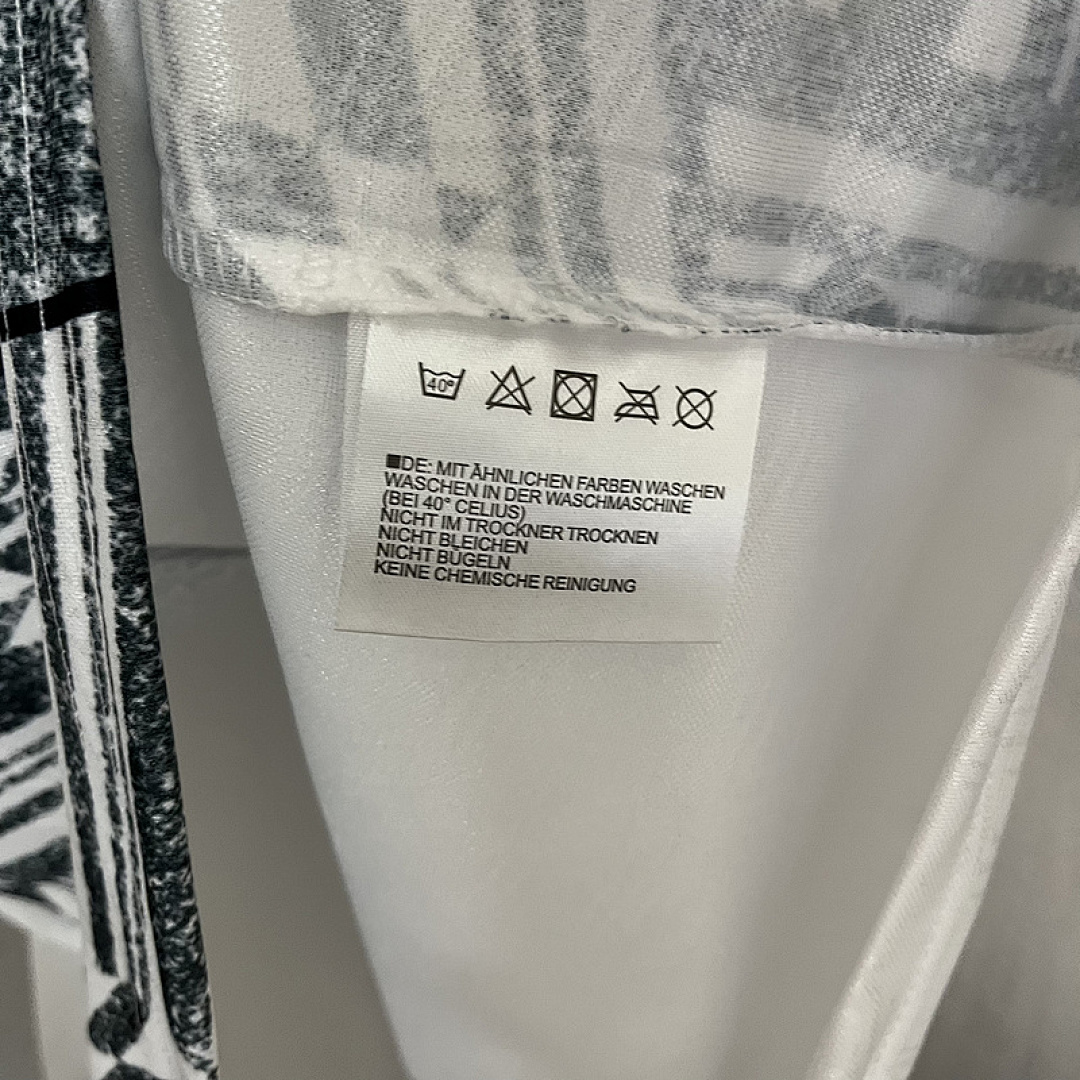 40°
DE: MIT ÄHNLICHEN FARBEN WASCHEN
WASCHEN IN DER WASCHMASCHINE
(BEI 40° CELIUS)
NICHT IM TROCKNER TROCKNEN
NICHT BLEICHEN
NICHT BÜGELN
KEINE CHEMISCHE REINIGUNG